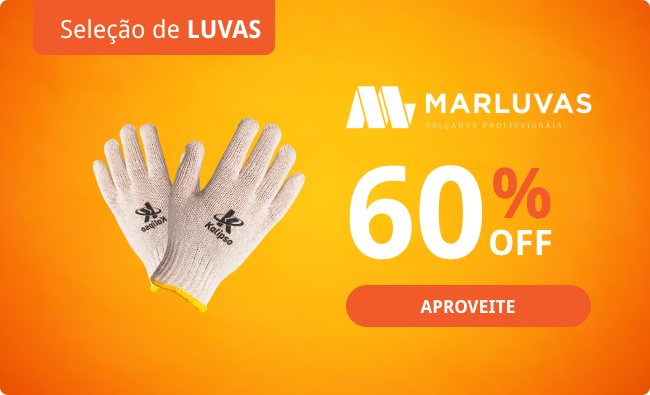 Seleção de LUVAS
MARLUVAS
CALÇADOS PROFISSIONAIS
60%
OFF
APROVEITE
Kalipso
Kalipso